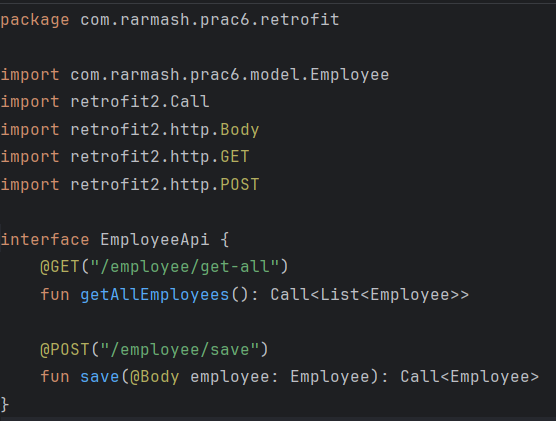 package com.rarmash.prac6.retrofit
import com.rarmash.prac6.model.Employee
import retrofit2.Call
import retrofit2.http.Body
import retrofit2.http.GET
import retrofit2.http.POST
interface EmployeeApi {
    @GET("/employee/get-all")
    fun getAllEmployees(): Call<List<Employee>>
    @POST("/employee/save")
    fun save(@Body employee: Employee): Call<Employee>
}